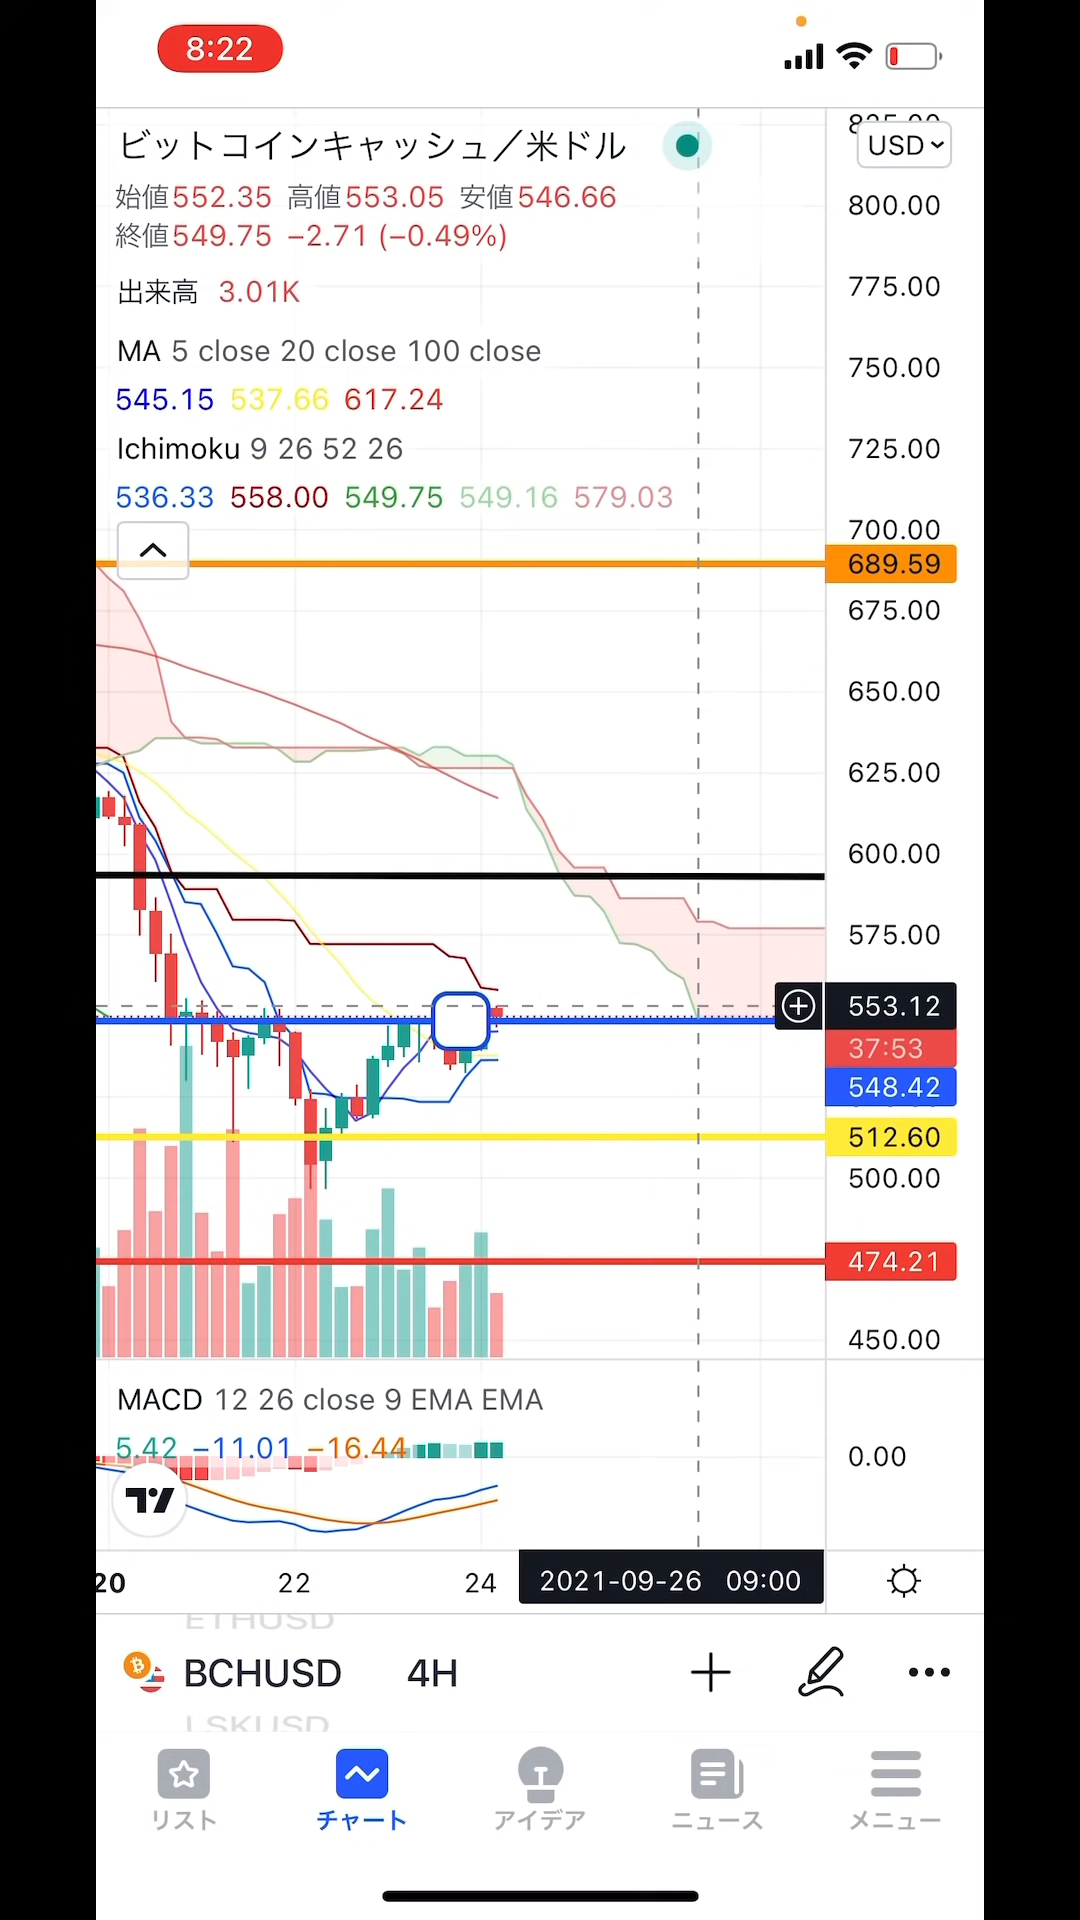 8:22
ビットコインキャッシュ／米ドル
USD
始値552.35 高値553.05 安値546.66
終値549.75 −2.71 (−0.49%)
出来高 3.01K
MA 5 close 20 close 100 close
545.15 537.66 617.24
Ichimoku 9 26 52 26
536.33 558.00 549.75 549.16 579.03
800.00
775.00
750.00
725.00
700.00
689.59
675.00
650.00
625.00
600.00
575.00
553.12
37:53
548.42
512.60
500.00
474.21
450.00
MACD 12 26 close 9 EMA EMA
5.42 −11.01 −16.44
0.00
20 22 24 2021-09-26 09:00
ETHUSD
BCHUSD 4H
LSKUSD
リスト チャート アイデア ニュース メニュー